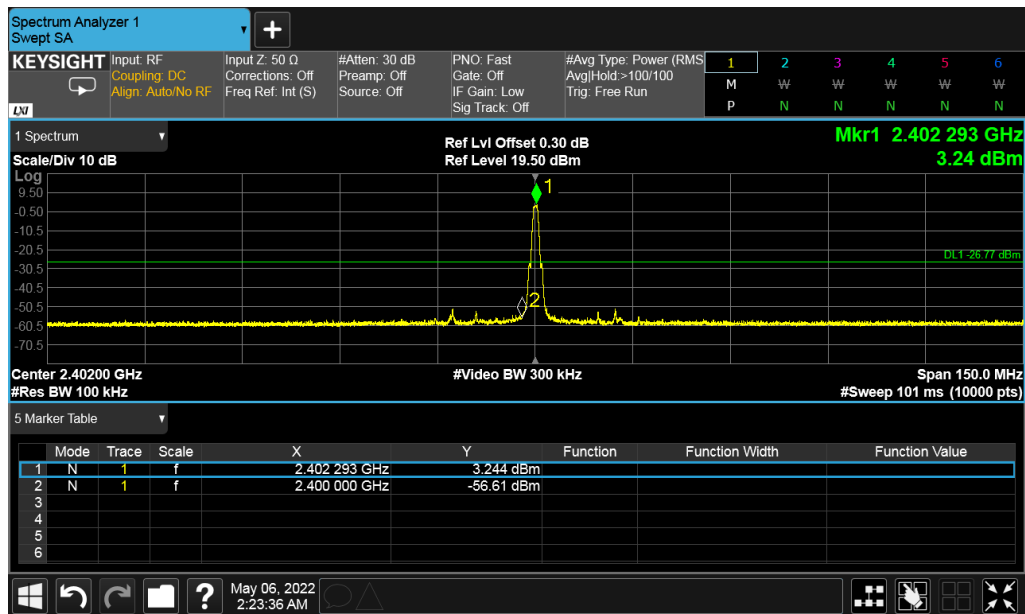 Spectrum Analyzer 1
Swept SA
+
KEYSIGHT Input: RF Input Z: 50 Ω #Atten: 30 dB PNO: Fast #Avg Type: Power (RMS 1 2 3 4 5 6
Coupling: DC Corrections: Off Preamp: Off Gate: Off Avg|Hold:>100/100 M W W W W W
Align: Auto/No RF Freq Ref: Int (S) Source: Off IF Gain: Low Trig: Free Run
LXI Sig Track: Off P N N N N N
1 Spectrum Ref Lvl Offset 0.30 dB Mkr1 2.402 293 GHz
Scale/Div 10 dB Ref Level 19.50 dBm 3.24 dBm
Log
1
9.50
-0.50
-10.5
-20.5
DL1 -26.77 dBm
-30.5
-40.5
2
-50.5
-60.5
-70.5
Center 2.40200 GHz #Video BW 300 kHz Span 150.0 MHz
#Res BW 100 kHz #Sweep 101 ms (10000 pts)
5 Marker Table
Mode Trace Scale X Y Function Function Width Function Value
1 N 1 f 2.402 293 GHz 3.244 dBm
2 N 1 f 2.400 000 GHz -56.61 dBm
3
4
5
6
? May 06, 2022
2:23:36 AM